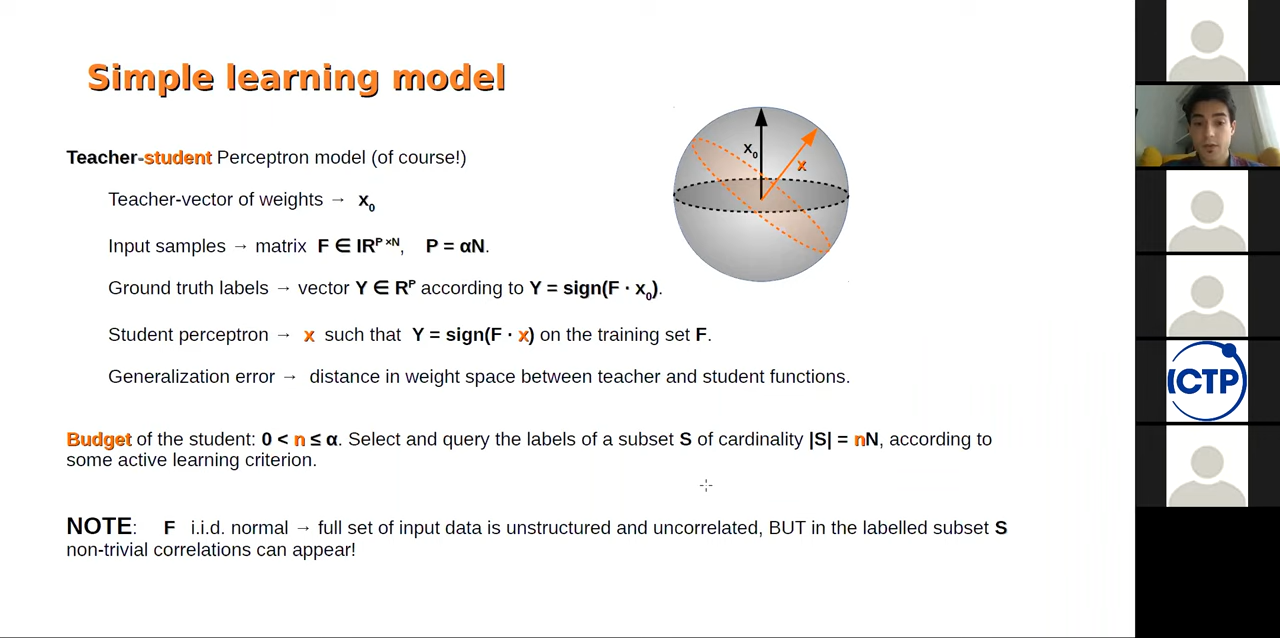 Simple learning model
Teacher-student Perceptron model (of course!)
Teacher-vector of weights → x₀
Input samples → matrix F ∈ IRᴾ ˣᴺ, P = αN.
Ground truth labels → vector Y ∈ Rᴾ according to Y = sign(F · x₀).
Student perceptron → x such that Y = sign(F · x) on the training set F.
Generalization error → distance in weight space between teacher and student functions.
Budget of the student: 0 < n ≤ α. Select and query the labels of a subset S of cardinality |S| = nN, according to
some active learning criterion.
NOTE: F i.i.d. normal → full set of input data is unstructured and uncorrelated, BUT in the labelled subset S
non-trivial correlations can appear!
x₀
x
ICTP